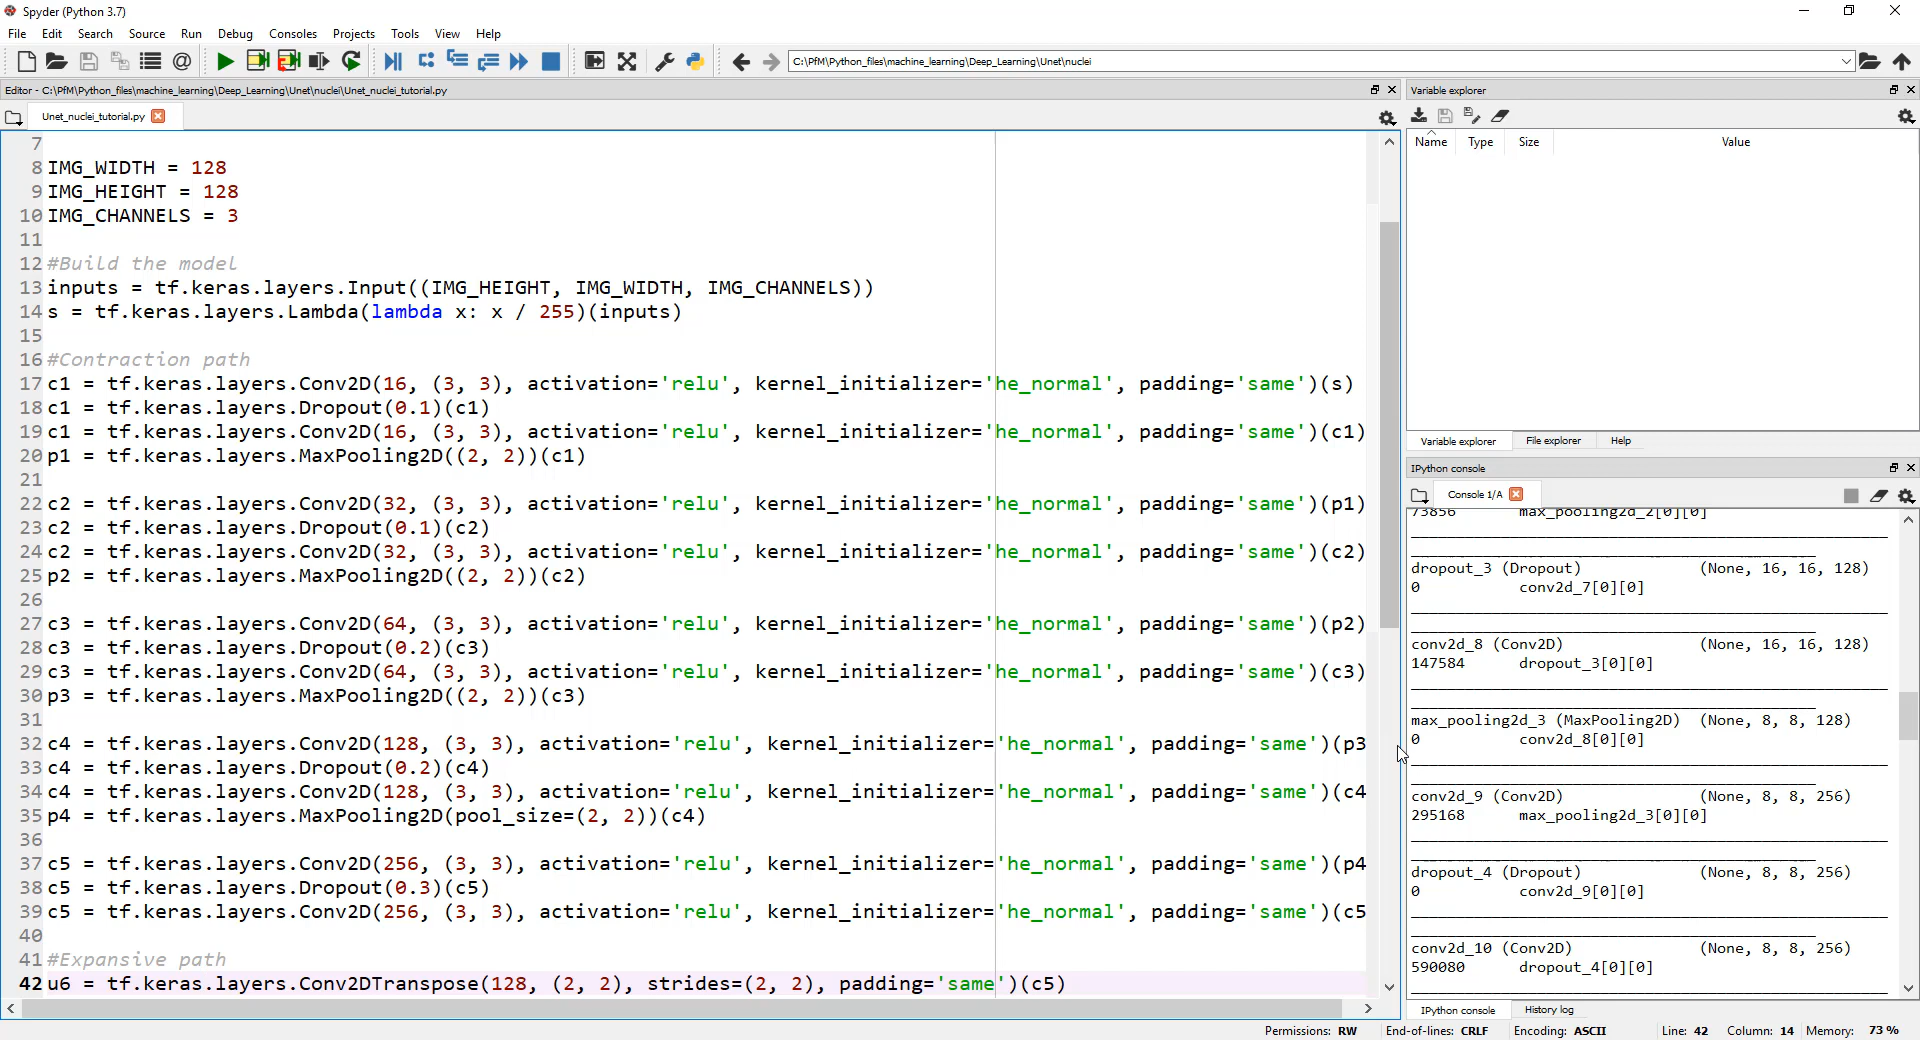 Spyder (Python 3.7)
File Edit Search Source Run Debug Consoles Projects Tools View Help
C:\PfM\Python_files\machine_learning\Deep_Learning\Unet\nuclei
Editor - C:\PfM\Python_files\machine_learning\Deep_Learning\Unet\nuclei\Unet_nuclei_tutorial.py
Unet_nuclei_tutorial.py
7
8 IMG_WIDTH = 128
9 IMG_HEIGHT = 128
10 IMG_CHANNELS = 3
11
12 #Build the model
13 inputs = tf.keras.layers.Input((IMG_HEIGHT, IMG_WIDTH, IMG_CHANNELS))
14 s = tf.keras.layers.Lambda(lambda x: x / 255)(inputs)
15
16 #Contraction path
17 c1 = tf.keras.layers.Conv2D(16, (3, 3), activation='relu', kernel_initializer='he_normal', padding='same')(s)
18 c1 = tf.keras.layers.Dropout(0.1)(c1)
19 c1 = tf.keras.layers.Conv2D(16, (3, 3), activation='relu', kernel_initializer='he_normal', padding='same')(c1)
20 p1 = tf.keras.layers.MaxPooling2D((2, 2))(c1)
21
22 c2 = tf.keras.layers.Conv2D(32, (3, 3), activation='relu', kernel_initializer='he_normal', padding='same')(p1)
23 c2 = tf.keras.layers.Dropout(0.1)(c2)
24 c2 = tf.keras.layers.Conv2D(32, (3, 3), activation='relu', kernel_initializer='he_normal', padding='same')(c2)
25 p2 = tf.keras.layers.MaxPooling2D((2, 2))(c2)
26
27 c3 = tf.keras.layers.Conv2D(64, (3, 3), activation='relu', kernel_initializer='he_normal', padding='same')(p2)
28 c3 = tf.keras.layers.Dropout(0.2)(c3)
29 c3 = tf.keras.layers.Conv2D(64, (3, 3), activation='relu', kernel_initializer='he_normal', padding='same')(c3)
30 p3 = tf.keras.layers.MaxPooling2D((2, 2))(c3)
31
32 c4 = tf.keras.layers.Conv2D(128, (3, 3), activation='relu', kernel_initializer='he_normal', padding='same')(p3
33 c4 = tf.keras.layers.Dropout(0.2)(c4)
34 c4 = tf.keras.layers.Conv2D(128, (3, 3), activation='relu', kernel_initializer='he_normal', padding='same')(c4
35 p4 = tf.keras.layers.MaxPooling2D(pool_size=(2, 2))(c4)
36
37 c5 = tf.keras.layers.Conv2D(256, (3, 3), activation='relu', kernel_initializer='he_normal', padding='same')(p4
38 c5 = tf.keras.layers.Dropout(0.3)(c5)
39 c5 = tf.keras.layers.Conv2D(256, (3, 3), activation='relu', kernel_initializer='he_normal', padding='same')(c5
40
41 #Expansive path
42 u6 = tf.keras.layers.Conv2DTranspose(128, (2, 2), strides=(2, 2), padding='same')(c5)
Variable explorer
Name Type Size Value
Variable explorer File explorer Help
IPython console
Console 1/A
73856 max_pooling2d_2[0][0]
dropout_3 (Dropout) (None, 16, 16, 128)
0 conv2d_7[0][0]
conv2d_8 (Conv2D) (None, 16, 16, 128)
147584 dropout_3[0][0]
max_pooling2d_3 (MaxPooling2D) (None, 8, 8, 128)
0 conv2d_8[0][0]
conv2d_9 (Conv2D) (None, 8, 8, 256)
295168 max_pooling2d_3[0][0]
dropout_4 (Dropout) (None, 8, 8, 256)
0 conv2d_9[0][0]
conv2d_10 (Conv2D) (None, 8, 8, 256)
590080 dropout_4[0][0]
IPython console History log
Permissions: RW End-of-lines: CRLF Encoding: ASCII Line: 42 Column: 14 Memory: 73 %